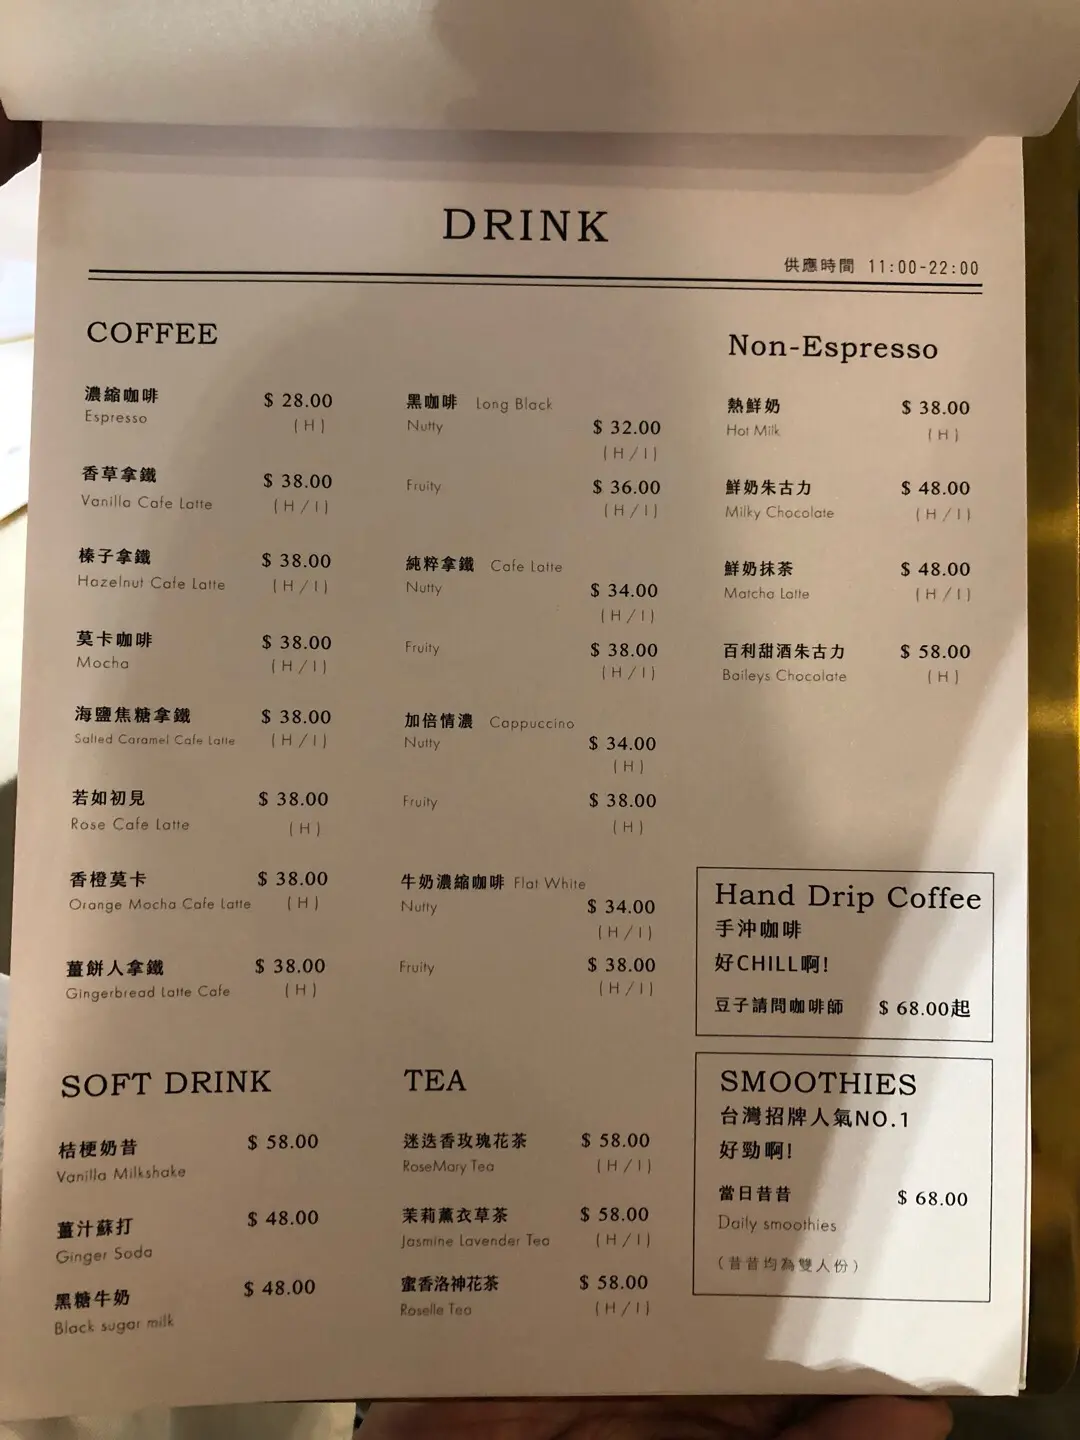 DRINK
供應時間 11:00-22:00
COFFEE
濃縮咖啡 $ 28.00
Espresso (H)
香草拿鐵 $ 38.00
Vanilla Cafe Latte (H/I)
榛子拿鐵 $ 38.00
Hazelnut Cafe Latte (H/I)
莫卡咖啡 $ 38.00
Mocha (H/I)
海鹽焦糖拿鐵 $ 38.00
Salted Caramel Cafe Latte (H/I)
若如初見 $ 38.00
Rose Cafe Latte (H)
香橙莫卡 $ 38.00
Orange Mocha Cafe Latte (H)
薑餅人拿鐵 $ 38.00
Gingerbread Latte Cafe (H)
黑咖啡 Long Black
Nutty $ 32.00
(H/I)
Fruity $ 36.00
(H/I)
純粹拿鐵 Cafe Latte
Nutty $ 34.00
(H/I)
Fruity $ 38.00
(H/I)
加倍情濃 Cappuccino
Nutty $ 34.00
(H)
Fruity $ 38.00
(H)
牛奶濃縮咖啡 Flat White
Nutty $ 34.00
(H/I)
Fruity $ 38.00
(H/I)
Non-Espresso
熱鮮奶 $ 38.00
Hot Milk (H)
鮮奶朱古力 $ 48.00
Milky Chocolate (H/I)
鮮奶抹茶 $ 48.00
Matcha Latte (H/I)
百利甜酒朱古力 $ 58.00
Baileys Chocolate (H)
Hand Drip Coffee
手沖咖啡
好CHILL啊!
豆子請問咖啡師 $ 68.00起
SOFT DRINK
桔梗奶昔 $ 58.00
Vanilla Milkshake
薑汁蘇打 $ 48.00
Ginger Soda
黑糖牛奶 $ 48.00
Black sugar milk
TEA
迷迭香玫瑰花茶 $ 58.00
RoseMary Tea (H/I)
茉莉薰衣草茶 $ 58.00
Jasmine Lavender Tea (H/I)
蜜香洛神花茶 $ 58.00
Roselle Tea (H/I)
SMOOTHIES
台灣招牌人氣NO.1
好勁啊!
當日昔昔 $ 68.00
Daily smoothies
(昔昔均為雙人份)